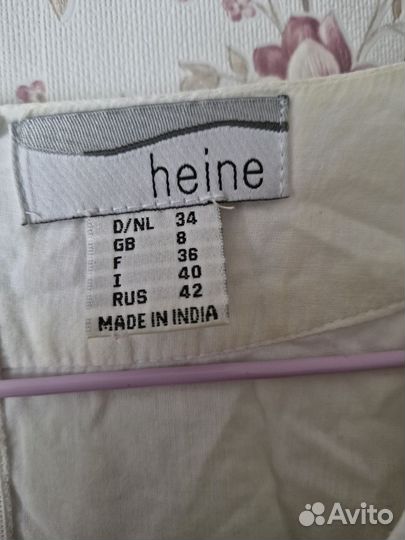 heine
D/NL 34
GB 8
F 36
I 40
RUS 42
MADE IN INDIA
Avito